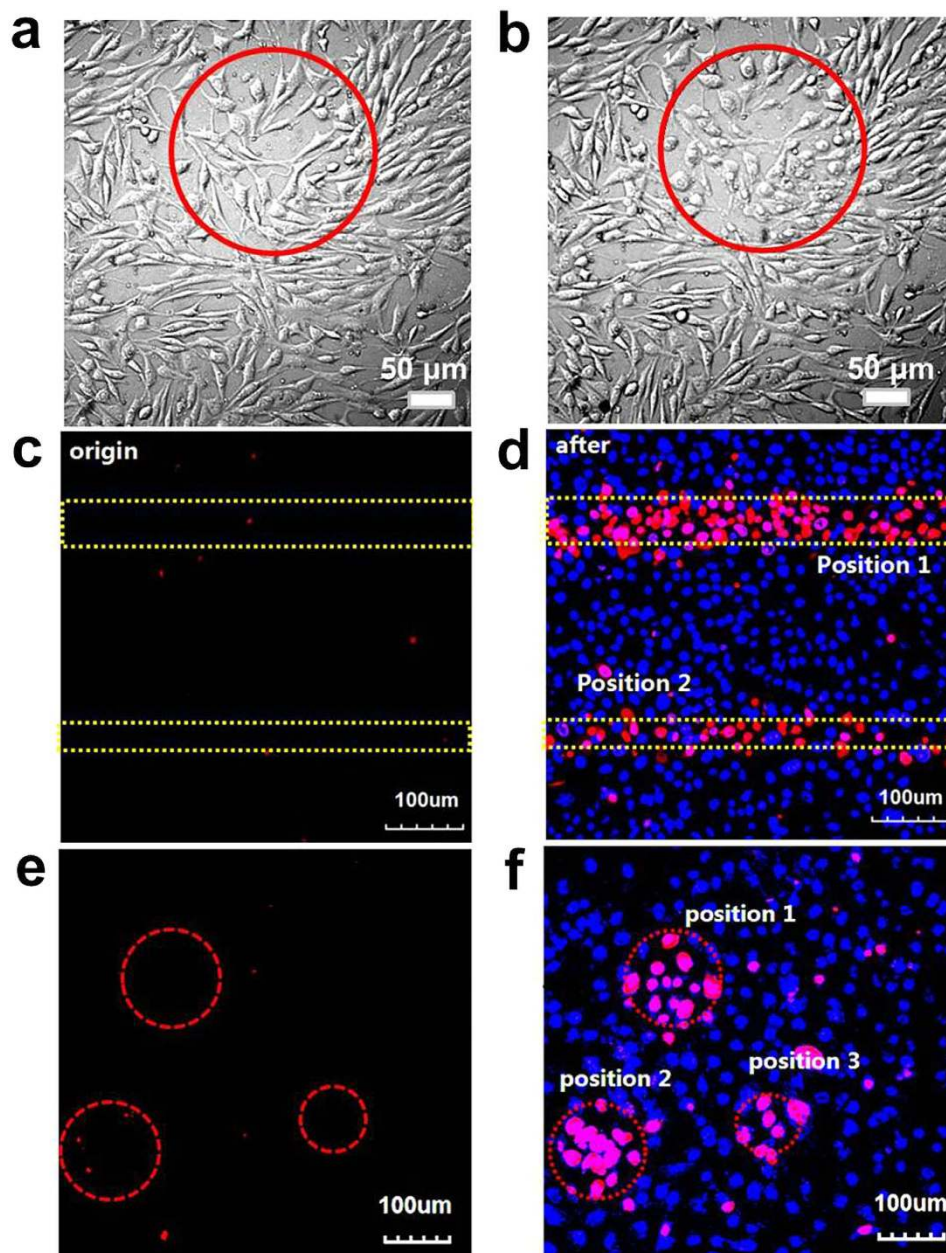 a
b
50 µm
50 µm
c
origin
d
after
Position 1
Position 2
100um
100um
e
f
position 1
position 3
position 2
100um
100um